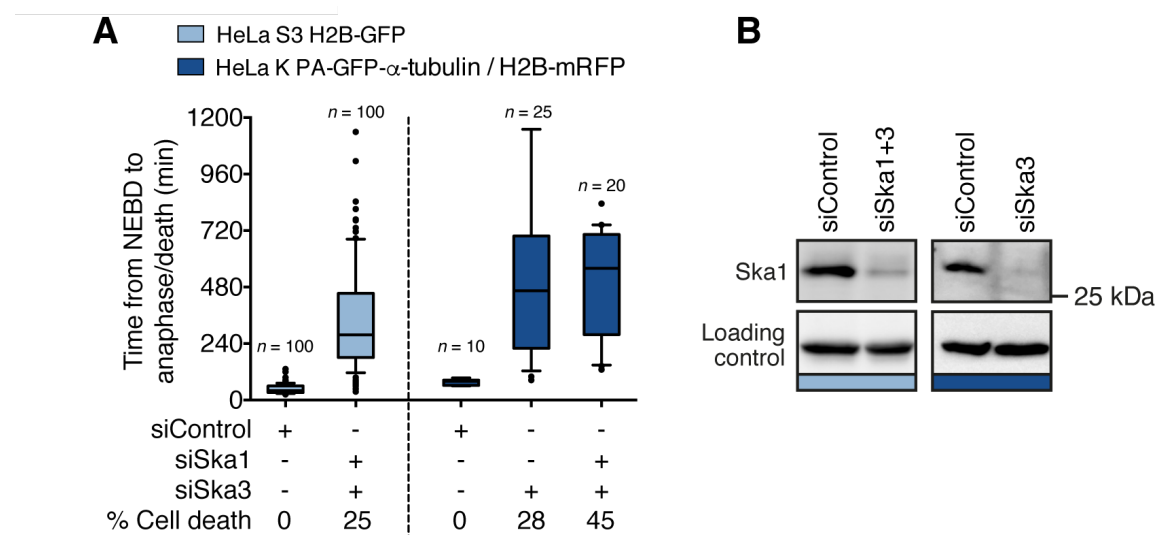 A
HeLa S3 H2B-GFP
HeLa K PA-GFP-α-tubulin / H2B-mRFP
Time from NEBD to
anaphase/death (min)
1200
960
720
480
240
0
n = 100
n = 100
n = 10
n = 25
n = 20
siControl + - + - -
siSka1 - + - - +
siSka3 - + - + +
% Cell death 0 25 0 28 45
B
siControl
siSka1+3
siControl
siSka3
Ska1
25 kDa
Loading
control